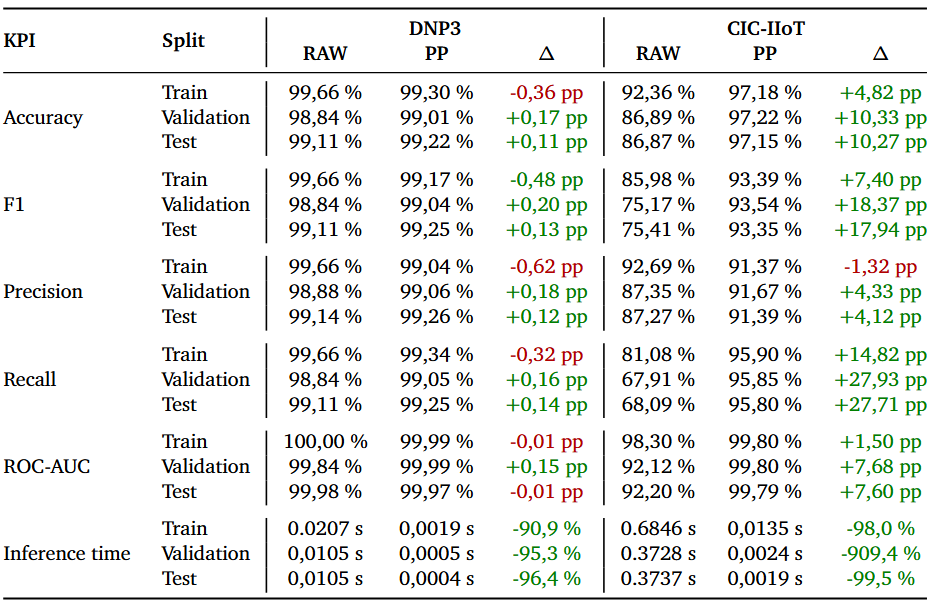 KPI Split DNP3 CIC-IIoT
RAW PP Δ RAW PP Δ
Train 99,66 % 99,30 % -0,36 pp 92,36 % 97,18 % +4,82 pp
Accuracy Validation 98,84 % 99,01 % +0,17 pp 86,89 % 97,22 % +10,33 pp
Test 99,11 % 99,22 % +0,11 pp 86,87 % 97,15 % +10,27 pp
Train 99,66 % 99,17 % -0,48 pp 85,98 % 93,39 % +7,40 pp
F1 Validation 98,84 % 99,04 % +0,20 pp 75,17 % 93,54 % +18,37 pp
Test 99,11 % 99,25 % +0,13 pp 75,41 % 93,35 % +17,94 pp
Train 99,66 % 99,04 % -0,62 pp 92,69 % 91,37 % -1,32 pp
Precision Validation 98,88 % 99,06 % +0,18 pp 87,35 % 91,67 % +4,33 pp
Test 99,14 % 99,26 % +0,12 pp 87,27 % 91,39 % +4,12 pp
Train 99,66 % 99,34 % -0,32 pp 81,08 % 95,90 % +14,82 pp
Recall Validation 98,84 % 99,05 % +0,16 pp 67,91 % 95,85 % +27,93 pp
Test 99,11 % 99,25 % +0,14 pp 68,09 % 95,80 % +27,71 pp
Train 100,00 % 99,99 % -0,01 pp 98,30 % 99,80 % +1,50 pp
ROC-AUC Validation 99,84 % 99,99 % +0,15 pp 92,12 % 99,80 % +7,68 pp
Test 99,98 % 99,97 % -0,01 pp 92,20 % 99,79 % +7,60 pp
Train 0.0207 s 0,0019 s -90,9 % 0.6846 s 0,0135 s -98,0 %
Inference time Validation 0,0105 s 0,0005 s -95,3 % 0.3728 s 0,0024 s -909,4 %
Test 0,0105 s 0,0004 s -96,4 % 0.3737 s 0,0019 s -99,5 %